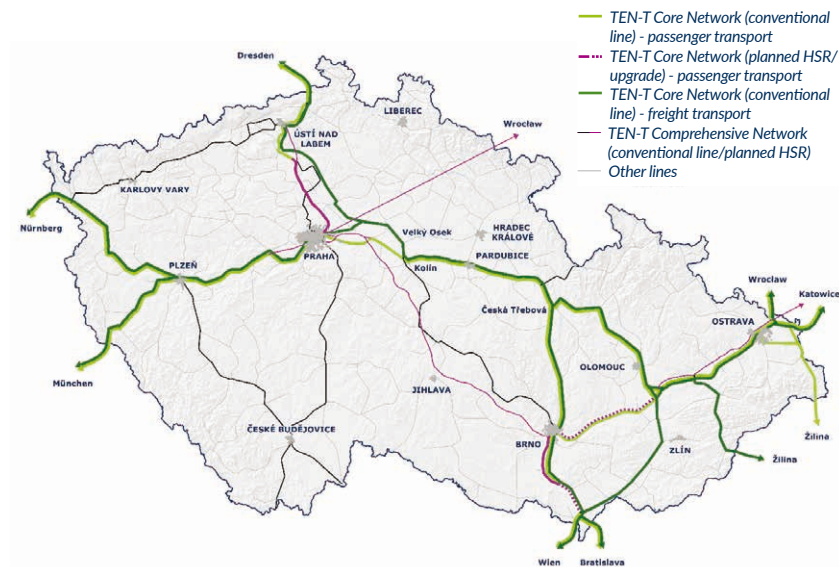 TEN-T Core Network (conventional
line) - passenger transport
TEN-T Core Network (planned HSR/
upgrade) - passenger transport
TEN-T Core Network (conventional
line) - freight transport
TEN-T Comprehensive Network
(conventional line/planned HSR)
Other lines
Dresden
LIBEREC
Wrocław
ÚSTÍ NAD
LABEM
KARLOVY VARY
Nürnberg
Velký Osek
HRADEC
KRÁLOVÉ
PRAHA
PLZEŇ
Kolín
PARDUBICE
Wroclaw
Katowice
Česká Třebová
OSTRAVA
München
OLOMOUC
JIHLAVA
ČESKÉ BUDĚJOVICE
BRNO
ZLÍN
Žilina
Žilina
Wien
Bratislava